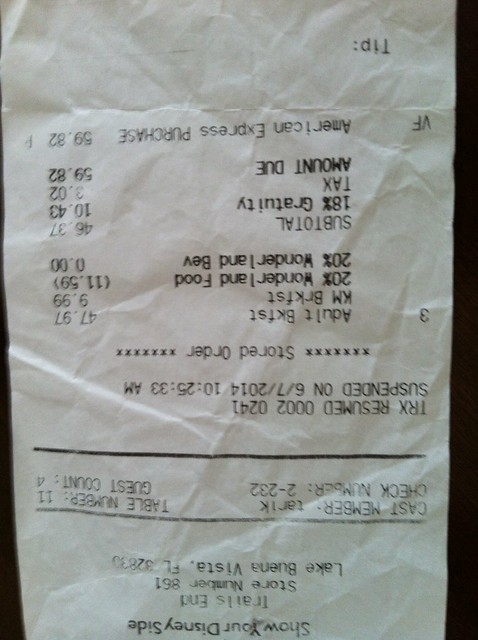 Show Your Disney Side
Trails End
Store Number 861
Lake Buena Vista, FL 32830
CAST MEMBER: tarik TABLE NUMBER: 11
CHECK NUMBER: 2-232 GUEST COUNT: 4
TRX RESUMED 0002 0241
SUSPENDED ON 6/7/2014 10:25:33 AM
******* Stored Order *******
3 Adult Bkfst 47.97
KM Brkfst 9.99
20% Wonderland Food (11.59)
20% Wonderland Bev 0.00
SUBTOTAL 46.37
18% Gratuity 10.43
TAX 3.02
AMOUNT DUE 59.82
VF American Express PURCHASE 59.82 P
Tip: